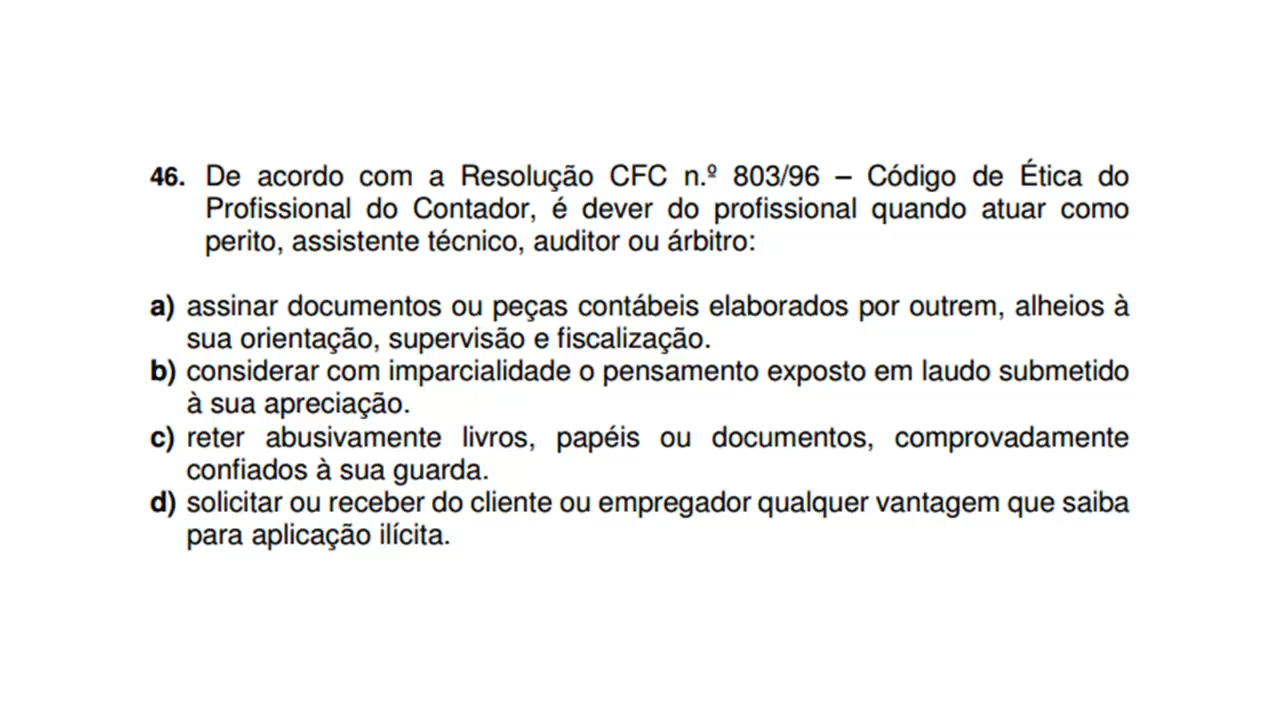 46. De acordo com a Resolução CFC n.º 803/96 – Código de Ética do
Profissional do Contador, é dever do profissional quando atuar como
perito, assistente técnico, auditor ou árbitro:
a) assinar documentos ou peças contábeis elaborados por outrem, alheios à
sua orientação, supervisão e fiscalização.
b) considerar com imparcialidade o pensamento exposto em laudo submetido
à sua apreciação.
c) reter abusivamente livros, papéis ou documentos, comprovadamente
confiados à sua guarda.
d) solicitar ou receber do cliente ou empregador qualquer vantagem que saiba
para aplicação ilícita.